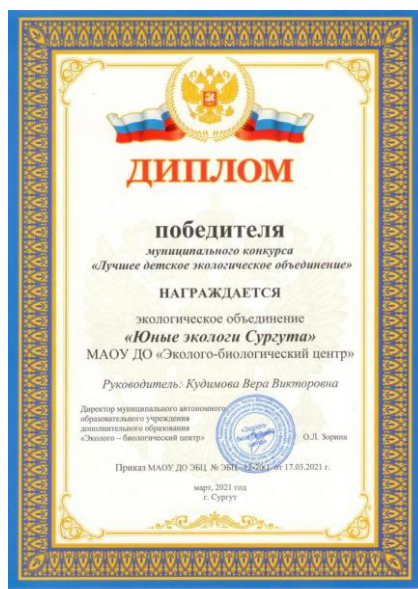 ДИПЛОМ
победителя
муниципального конкурса
«Лучшее детское экологическое объединение»
НАГРАЖДАЕТСЯ
экологическое объединение
«Юные экологи Сургута»
МАОУ ДО «Эколого-биологический центр»
Руководитель: Кудимова Вера Викторовна
Директор муниципального автономного
образовательного учреждения
дополнительного образования
«Эколого – биологический центр»
О.Л. Зорина
Приказ МАОУ ДО ЭБЦ № ЭБЦ от 17.03.2021 г.
март, 2021 год
г. Сургут